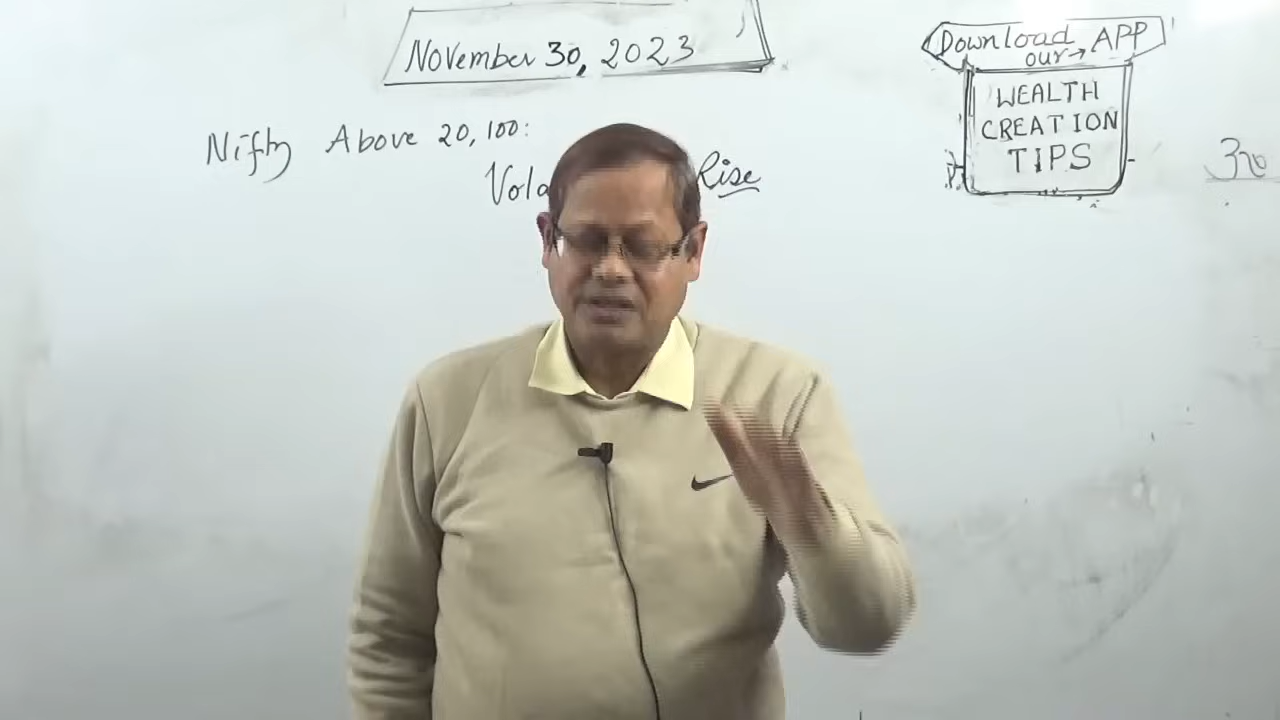 November 30, 2023
Nifty Above 20,100:
Rise
Download
our→ APP
WEALTH
CREATION
TIPS